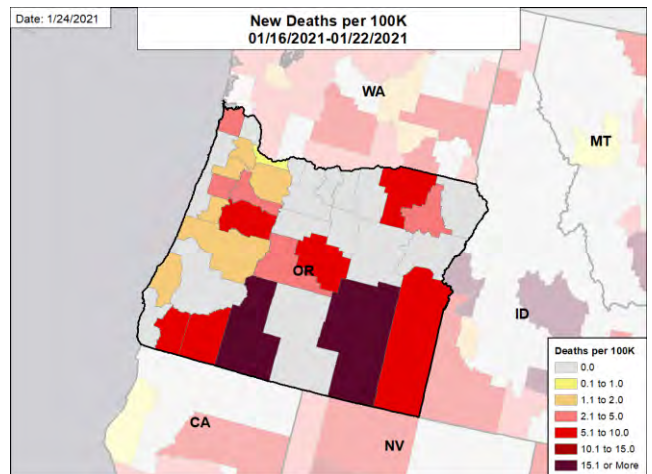 Date: 1/24/2021
New Deaths per 100K
01/16/2021-01/22/2021
WA
MT
OR
ID
CA
NV
Deaths per 100K
0.0
0.1 to 1.0
1.1 to 2.0
2.1 to 5.0
5.1 to 10.0
10.1 to 15.0
15.1 or More